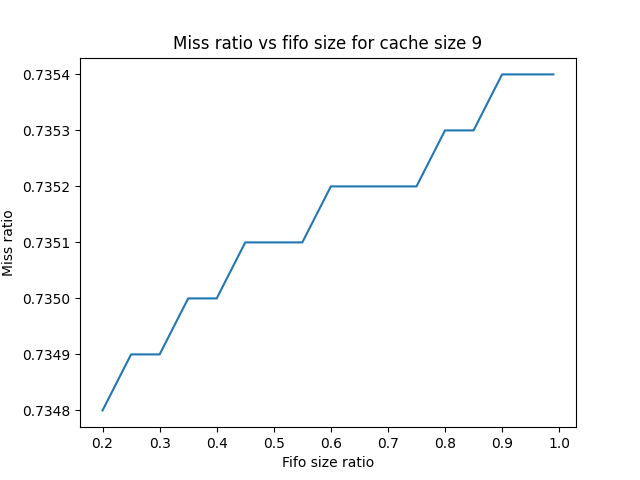 Miss ratio vs fifo size for cache size 9
Miss ratio
0.7354
0.7353
0.7352
0.7351
0.7350
0.7349
0.7348
0.2 0.3 0.4 0.5 0.6 0.7 0.8 0.9 1.0
Fifo size ratio